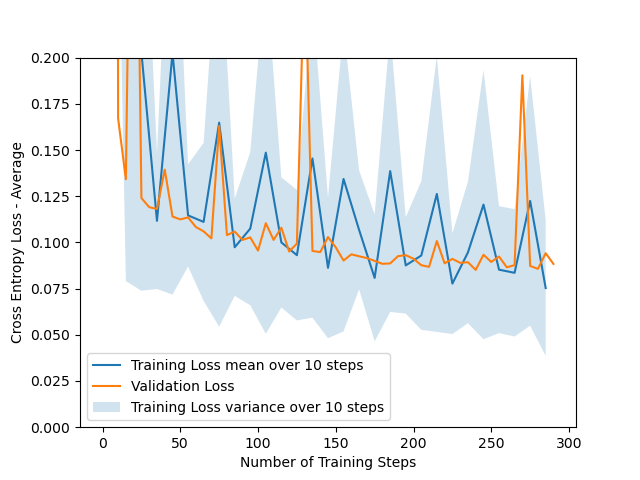 0.200
0.175
0.150
0.125
0.100
0.075
0.050
0.025
0.000
Cross Entropy Loss - Average
Training Loss mean over 10 steps
Validation Loss
Training Loss variance over 10 steps
0 50 100 150 200 250 300
Number of Training Steps